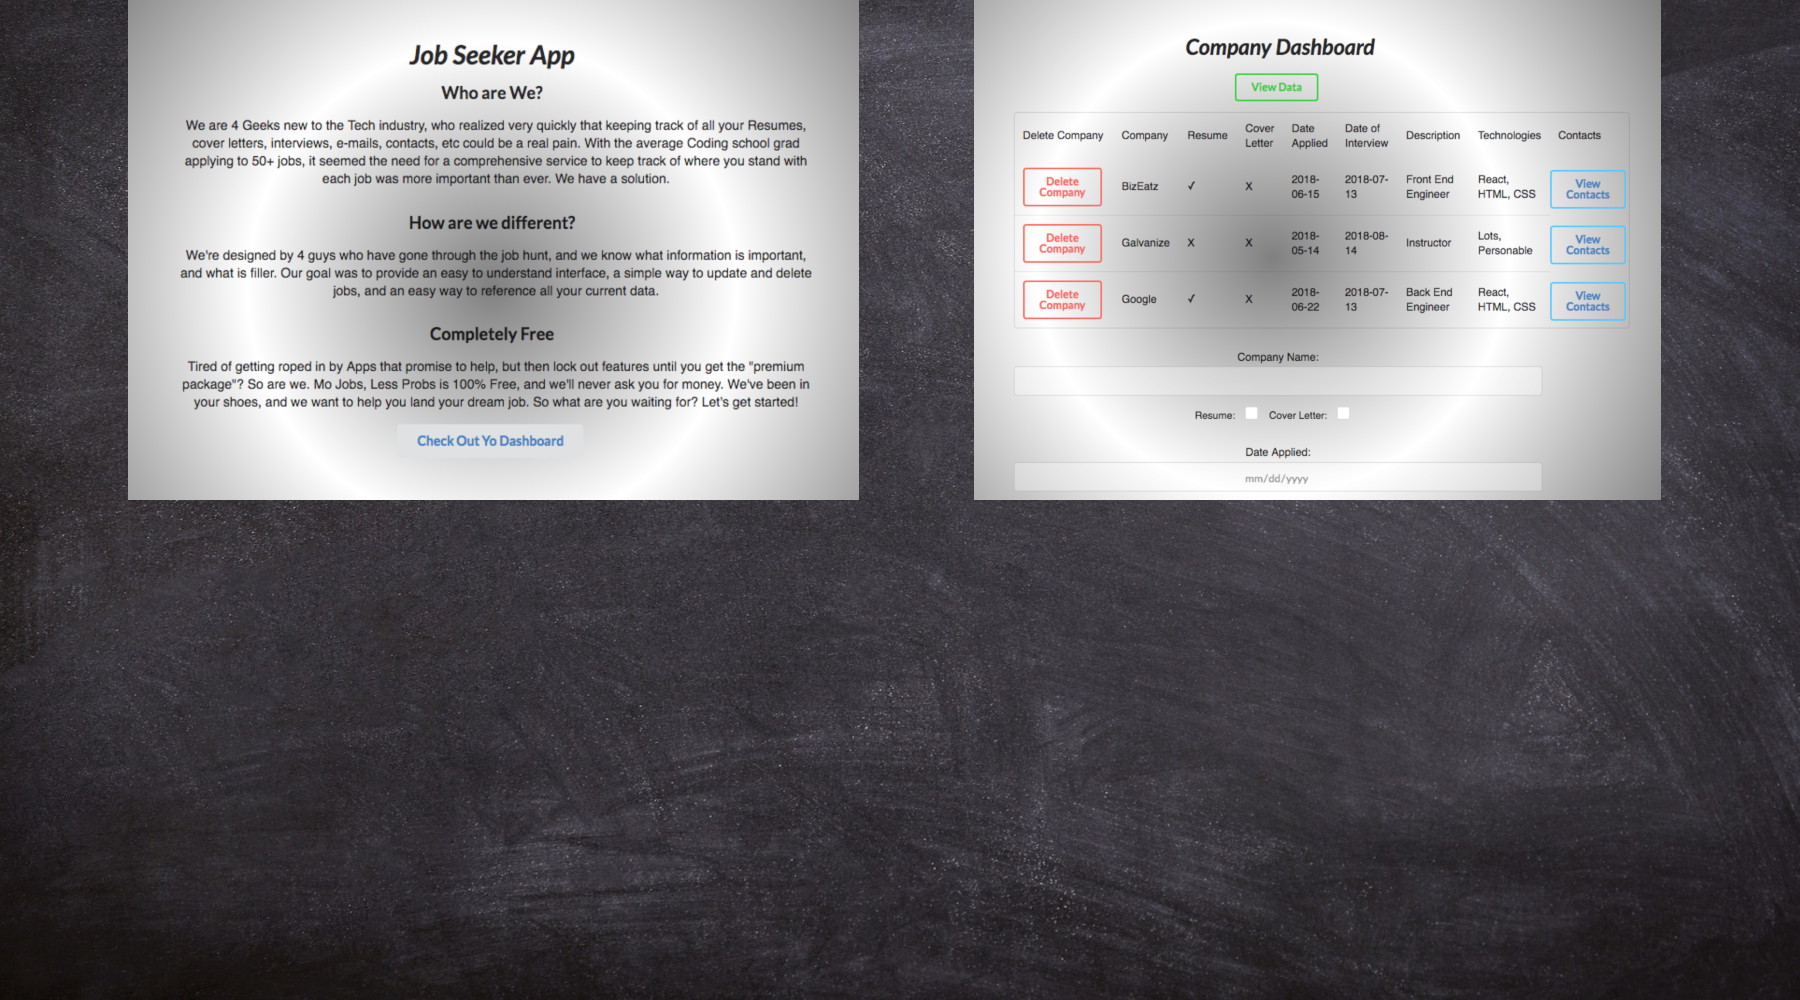 Job Seeker App
Who are We?
We are 4 Geeks new to the Tech industry, who realized very quickly that keeping track of all your Resumes,
cover letters, interviews, e-mails, contacts, etc could be a real pain. With the average Coding school grad
applying to 50+ jobs, it seemed the need for a comprehensive service to keep track of where you stand with
each job was more important than ever. We have a solution.
How are we different?
We're designed by 4 guys who have gone through the job hunt, and we know what information is important,
and what is filler. Our goal was to provide an easy to understand interface, a simple way to update and delete
jobs, and an easy way to reference all your current data.
Completely Free
Tired of getting roped in by Apps that promise to help, but then lock out features until you get the "premium
package"? So are we. Mo Jobs, Less Probs is 100% Free, and we'll never ask you for money. We've been in
your shoes, and we want to help you land your dream job. So what are you waiting for? Let's get started!
Check Out Yo Dashboard
Company Dashboard
View Data
Delete Company Company Resume Cover Letter Date Applied Date of Interview Description Technologies Contacts
Delete Company BizEatz ✓ X 2018-06-15 2018-07-13 Front End Engineer React, HTML, CSS View Contacts
Delete Company Galvanize X X 2018-05-14 2018-08-14 Instructor Lots, Personable View Contacts
Delete Company Google ✓ X 2018-06-22 2018-07-13 Back End Engineer React, HTML, CSS View Contacts
Company Name:
Resume: Cover Letter:
Date Applied:
mm/dd/yyyy